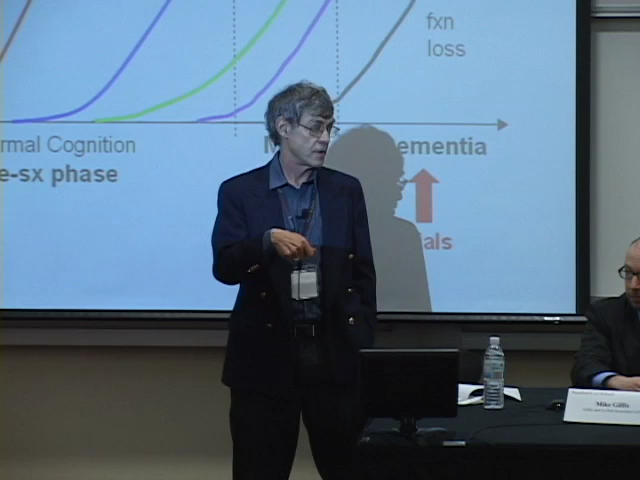 fxn
loss
rmal Cognition
M
ementia
e-sx phase
als
Mike Gillis